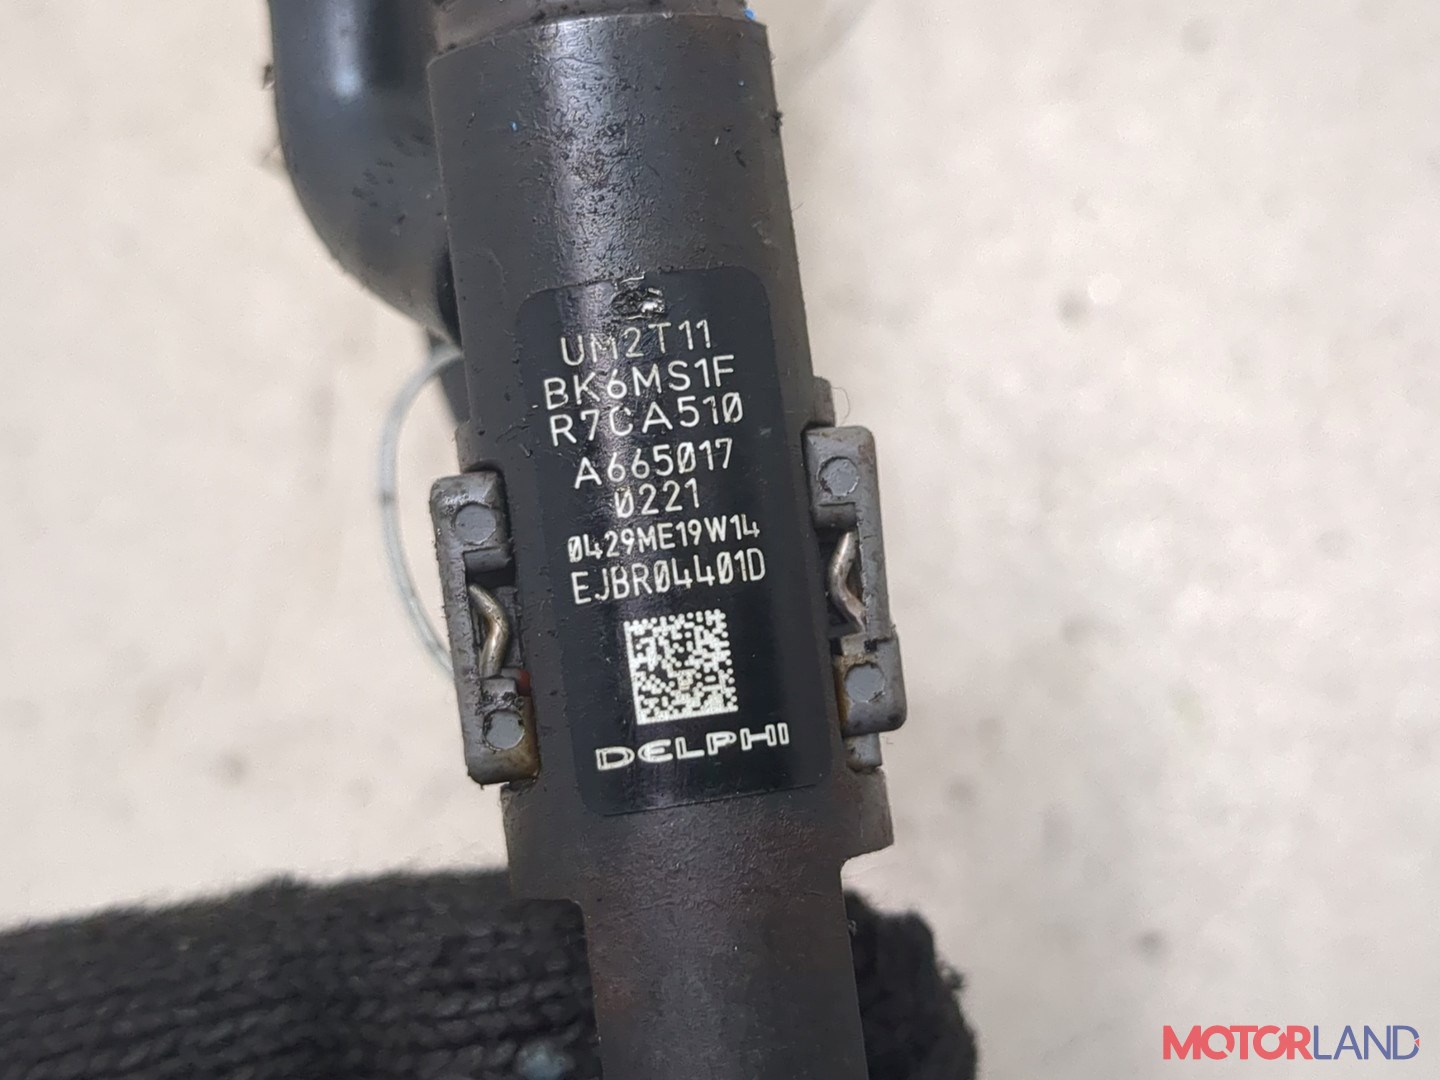 UM2T11
BK6MS1F
R7CA510
A665017
0221
0429ME19W14
EJBR04401D
DELPHI
MOTORLAND